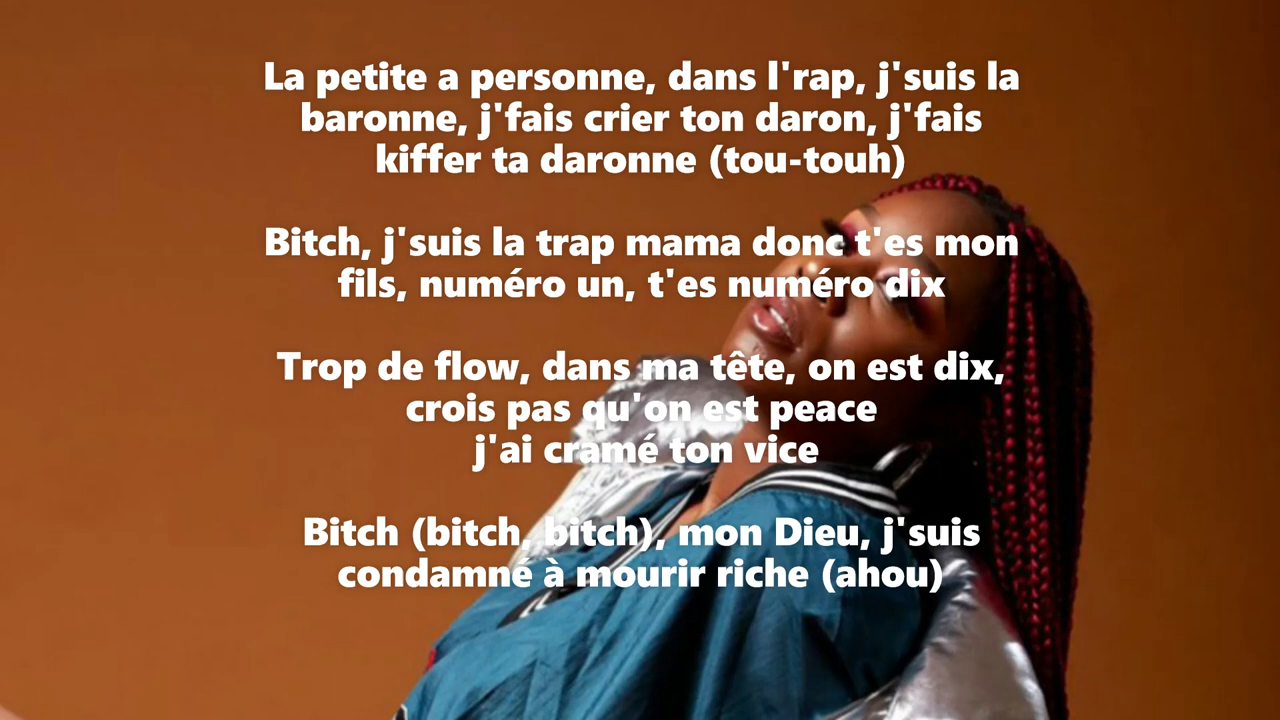 La petite a personne, dans l'rap, j'suis la
baronne, j'fais crier ton daron, j'fais
kiffer ta daronne (tou-touh)
Bitch, j'suis la trap mama donc t'es mon
fils, numéro un, t'es numéro dix
Trop de flow, dans ma tête, on est dix,
crois pas qu'on est peace
j'ai cramé ton vice
Bitch (bitch, bitch), mon Dieu, j'suis
condamné à mourir riche (ahou)